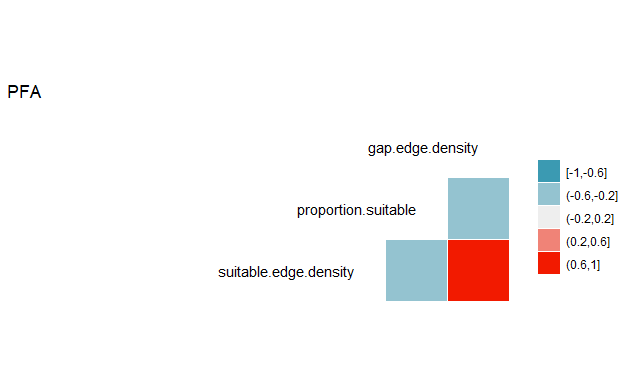 PFA
gap.edge.density
proportion.suitable
suitable.edge.density
[-1,-0.6]
(-0.6,-0.2]
(-0.2,0.2]
(0.2,0.6]
(0.6,1]